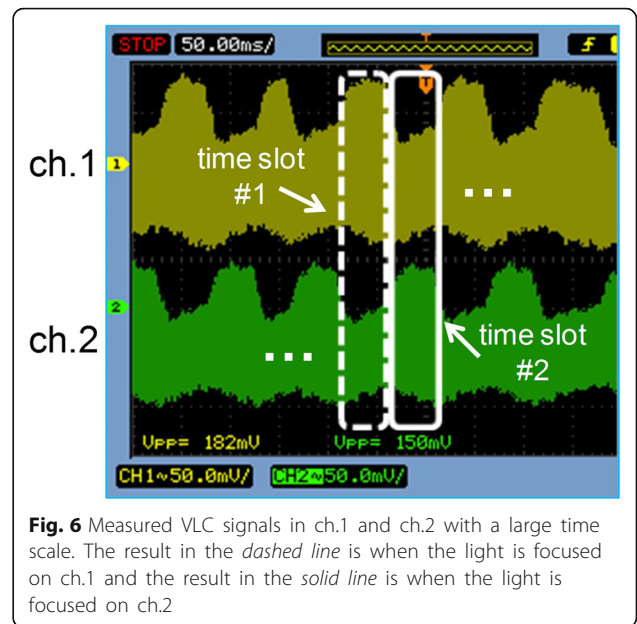 STOP 50.00ms/
T
1
2
ch.1
ch.2
time slot
#1
...
...
time slot
#2
VPP= 182mV VPP= 150mV
CH1~50.0mV/ CH2~50.0mV/
Fig. 6 Measured VLC signals in ch.1 and ch.2 with a large time
scale. The result in the dashed line is when the light is focused
on ch.1 and the result in the solid line is when the light is
focused on ch.2